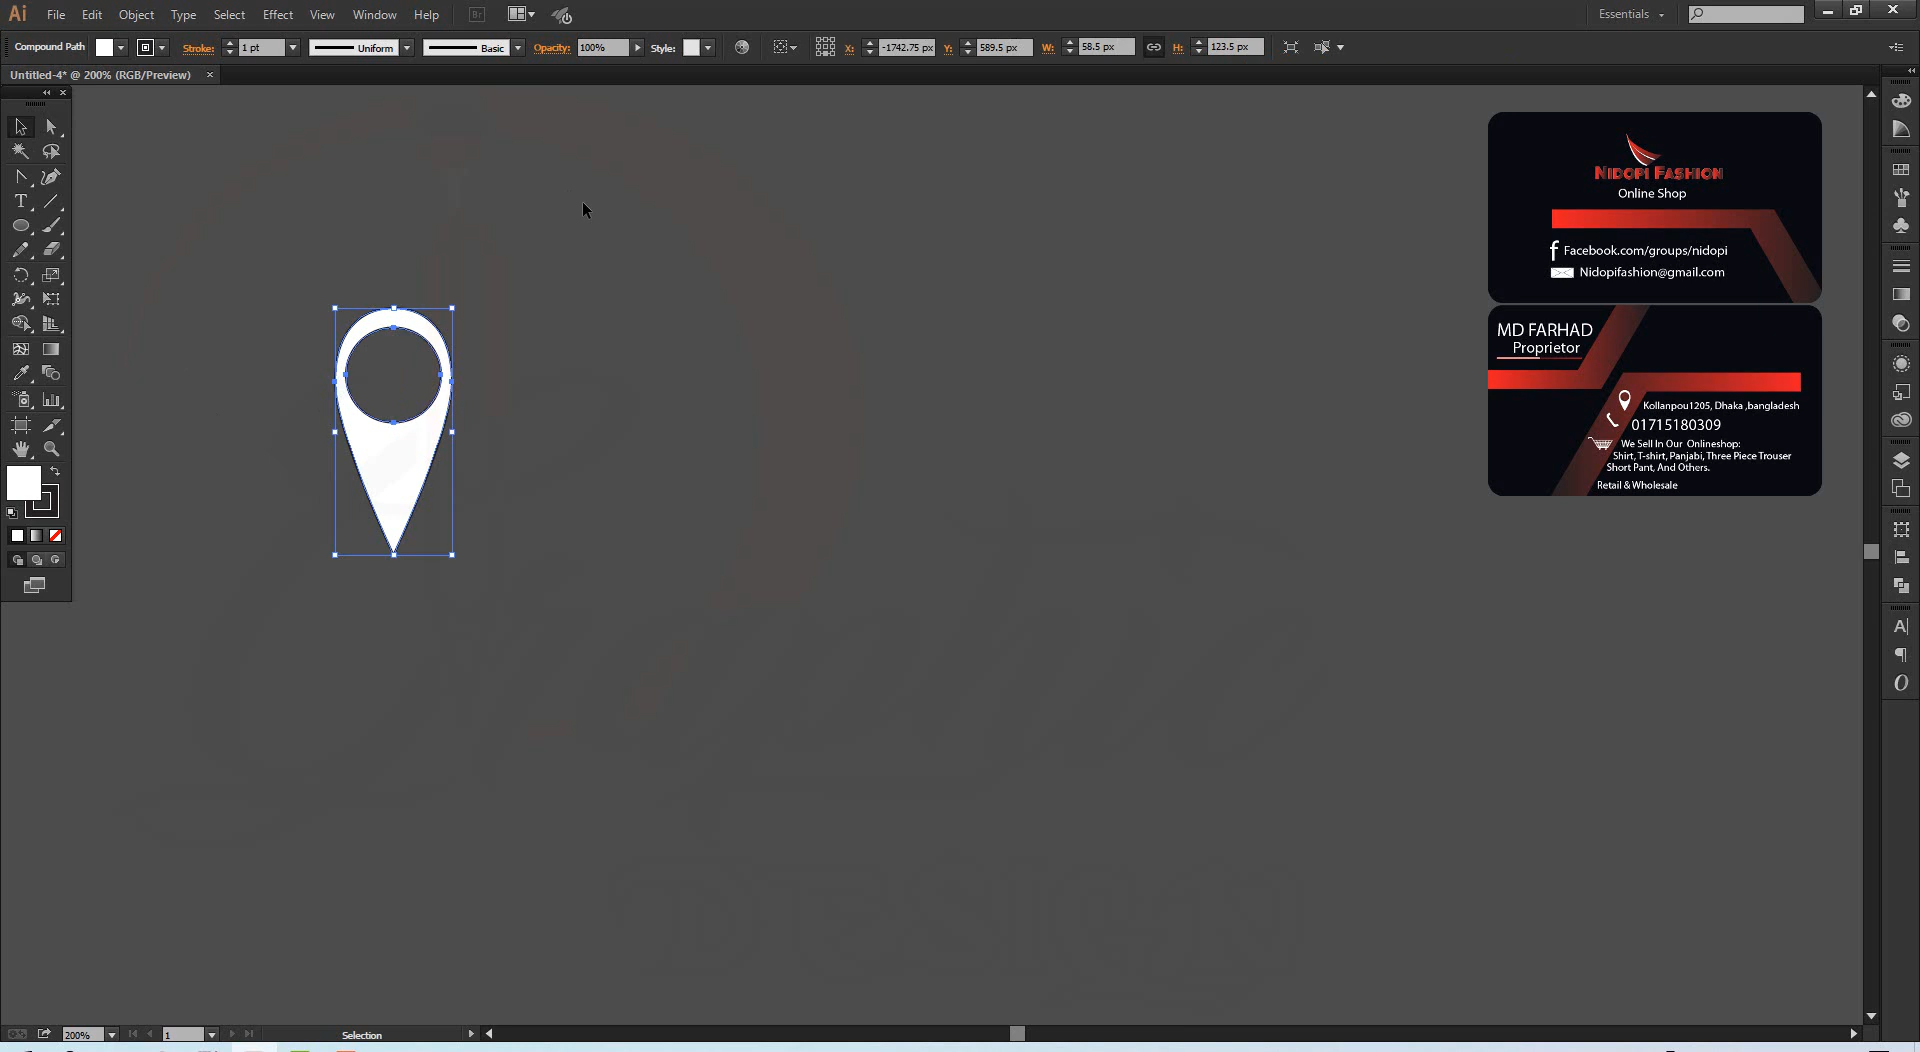 Ai File Edit Object Type Select Effect View Window Help Br Essentials
Compound Path Stroke: 1 pt Uniform Basic Opacity: 100% Style: X: -1742.75 px Y: 589.5 px W: 58.5 px H: 123.5 px
Untitled-4* @ 200% (RGB/Preview)
NIDOPI FASHION
Online Shop
Facebook.com/groups/nidopi
Nidopifashion@gmail.com
MD FARHAD
Proprietor
Kollanpou1205, Dhaka ,bangladesh
01715180309
We Sell In Our Onlineshop:
Shirt, T-shirt, Panjabi, Three Piece Trouser
Short Pant, And Others.
Retail & Wholesale
200% 1 Selection